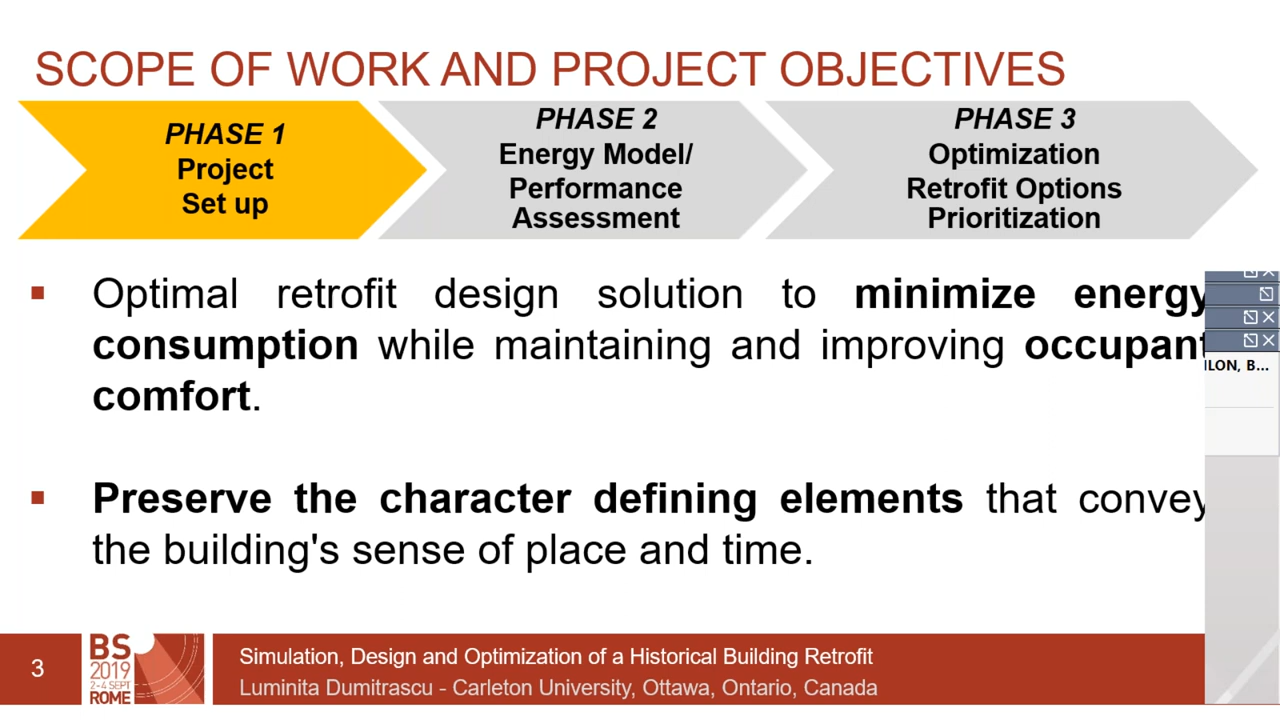 SCOPE OF WORK AND PROJECT OBJECTIVES
PHASE 1
Project
Set up
PHASE 2
Energy Model/
Performance
Assessment
PHASE 3
Optimization
Retrofit Options
Prioritization
▪ Optimal retrofit design solution to minimize energy
consumption while maintaining and improving occupant
comfort.
▪ Preserve the character defining elements that convey
the building's sense of place and time.
ILON, B...
3
BS
2019
2-4 SEPT
ROME
Simulation, Design and Optimization of a Historical Building Retrofit
Luminita Dumitrascu - Carleton University, Ottawa, Ontario, Canada